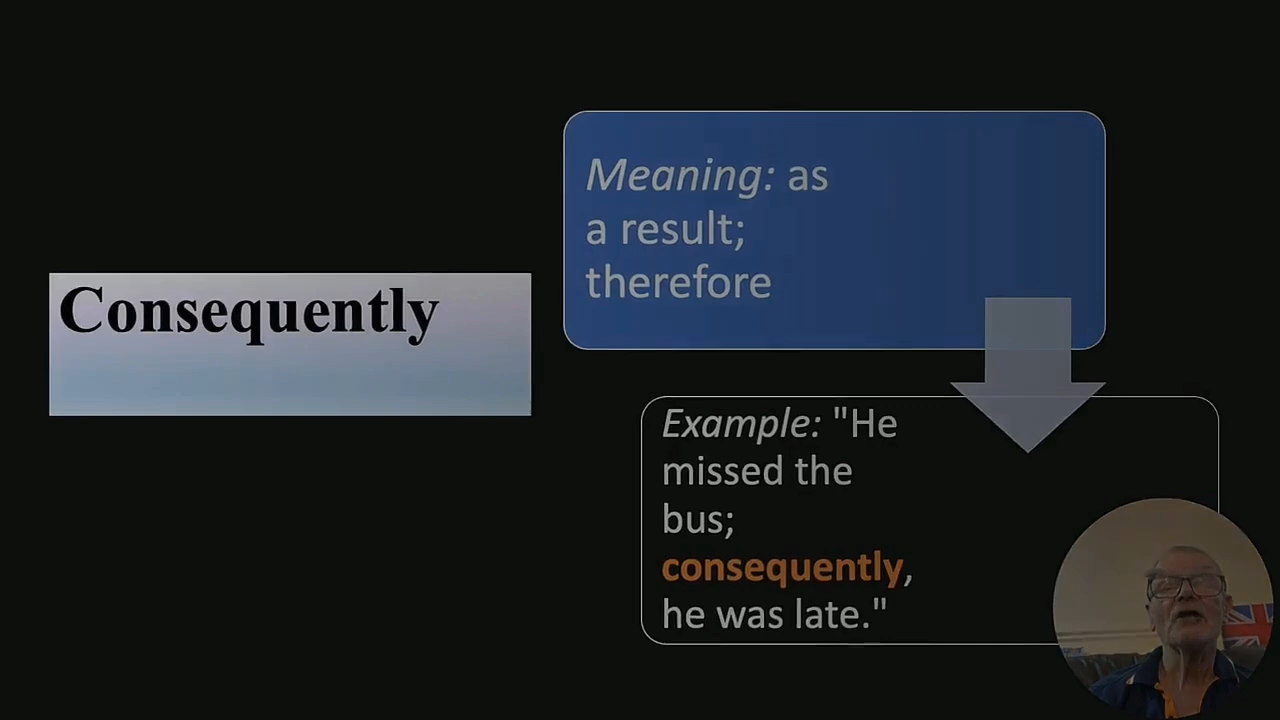 Consequently
Meaning: as
a result;
therefore
Example: "He
missed the
bus;
consequently,
he was late."